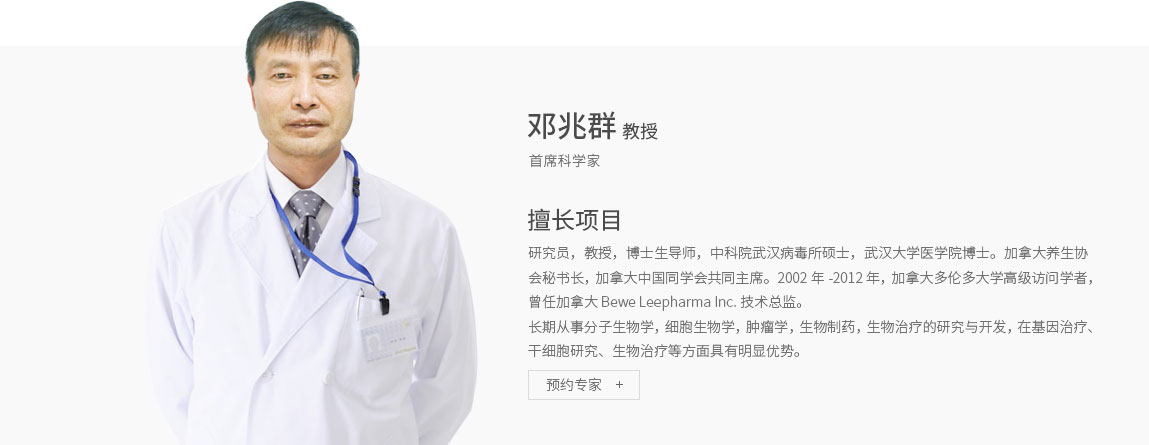 邓兆群 教授
首席科学家
擅长项目
研究员，教授，博士生导师，中科院武汉病毒所硕士，武汉大学医学院博士。加拿大养生协
会秘书长，加拿大中国同学会共同主席。2002 年 -2012 年，加拿大多伦多大学高级访问学者，
曾任加拿大 Bewe Leepharma Inc. 技术总监。
长期从事分子生物学，细胞生物学，肿瘤学，生物制药，生物治疗的研究与开发，在基因治疗、
干细胞研究、生物治疗等方面具有明显优势。
预约专家 +